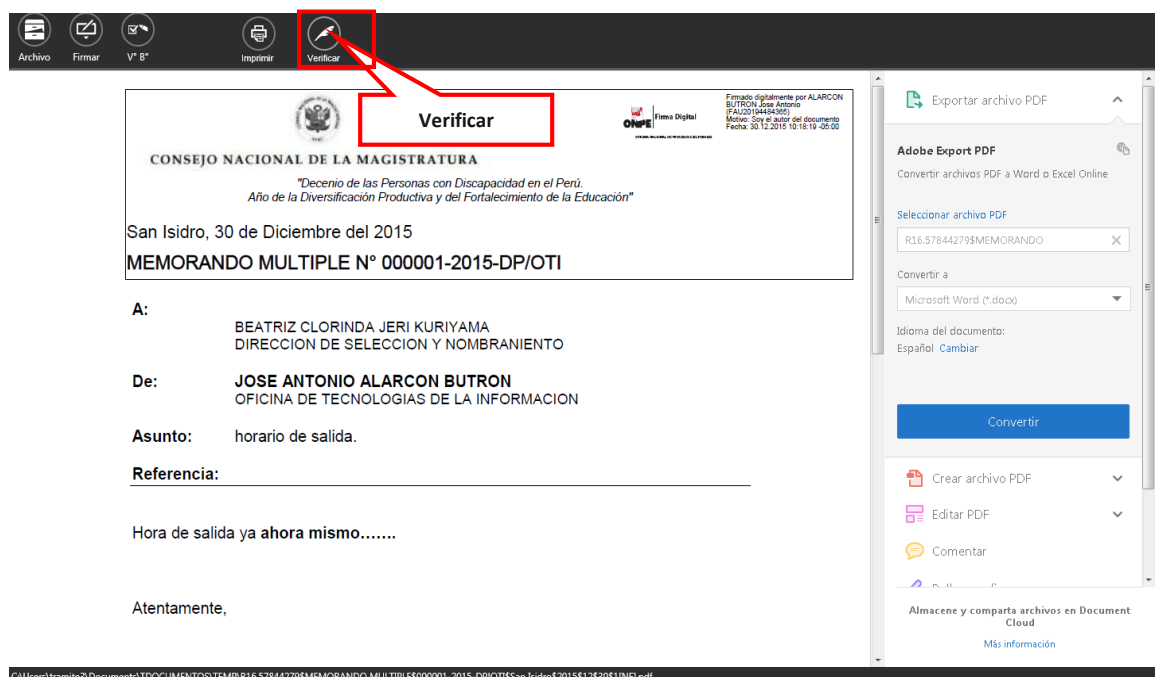 Archivo Firmar V° B° Imprimir Verificar
Verificar
ONPE Firma Digital
Firmado digitalmente por ALARCON
BUTRON Jose Antonio
(FAU20194484365)
Motivo: Soy el autor del documento
Fecha: 30.12.2015 10:18:19 -05:00
CONSEJO NACIONAL DE LA MAGISTRATURA
"Decenio de las Personas con Discapacidad en el Perú.
Año de la Diversificación Productiva y del Fortalecimiento de la Educación"
San Isidro, 30 de Diciembre del 2015
MEMORANDO MULTIPLE N° 000001-2015-DP/OTI
A:
BEATRIZ CLORINDA JERI KURIYAMA
DIRECCION DE SELECCION Y NOMBRANIENTO
De: JOSE ANTONIO ALARCON BUTRON
OFICINA DE TECNOLOGIAS DE LA INFORMACION
Asunto: horario de salida.
Referencia:
Hora de salida ya ahora mismo.......
Atentamente,
Exportar archivo PDF
Adobe Export PDF
Convertir archivos PDF a Word o Excel Online
Seleccionar archivo PDF
R16.57844279$MEMORANDO
Convertir a
Microsoft Word (*.docx)
Idioma del documento:
Español Cambiar
Convertir
Crear archivo PDF
Editar PDF
Comentar
Almacene y comparta archivos en Document
Cloud
Más información